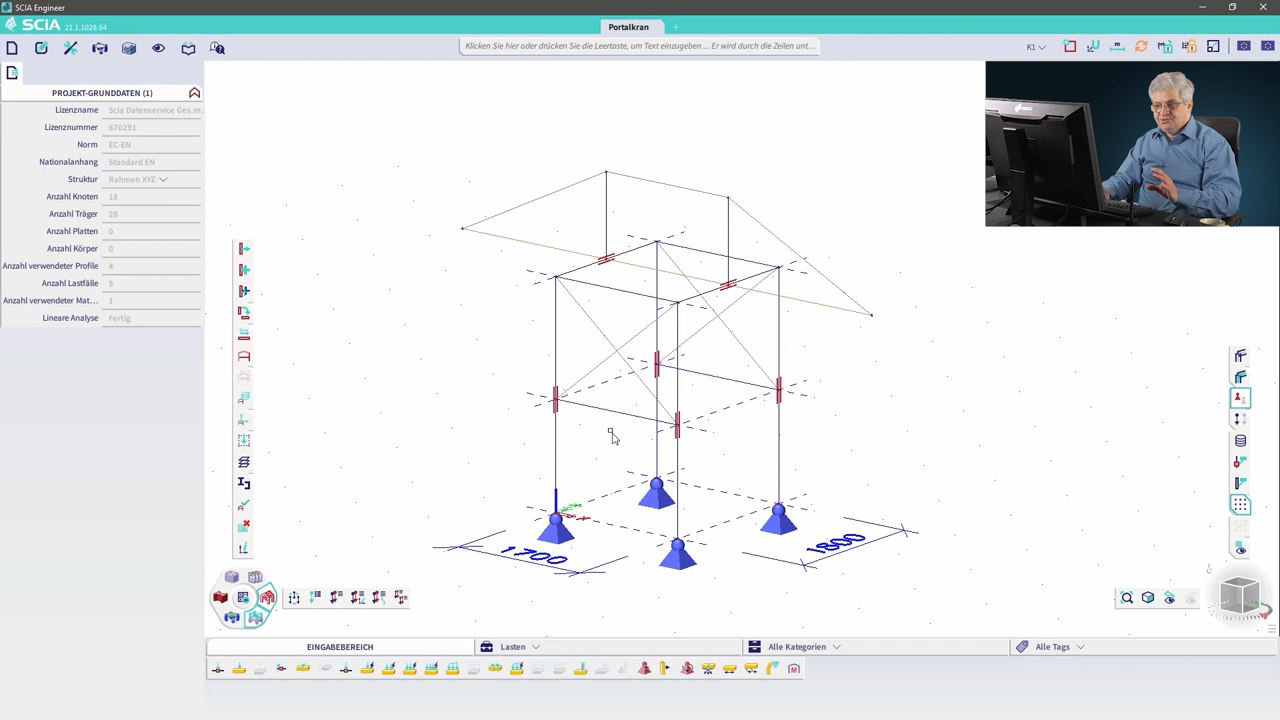 SCIA Engineer
SCIA 21.1.1028.64
Portalkran
Klicken Sie hier oder drücken Sie die Leertaste, um Text einzugeben ... Er wird durch die Zeilen unt...
K1
PROJEKT-GRUNDDATEN (1)
Lizenzname Scia Datenservice Ges.m.
Lizenznummer 670291
Norm EC-EN
Nationalanhang Standard EN
Struktur Rahmen XYZ
Anzahl Knoten 18
Anzahl Träger 20
Anzahl Platten 0
Anzahl Körper 0
Anzahl verwendeter Profile 4
Anzahl Lastfälle 5
Anzahl verwendeter Mat... 1
Lineare Analyse Fertig
1700
1800
EINGABEBEREICH
Lasten
Alle Kategorien
Alle Tags